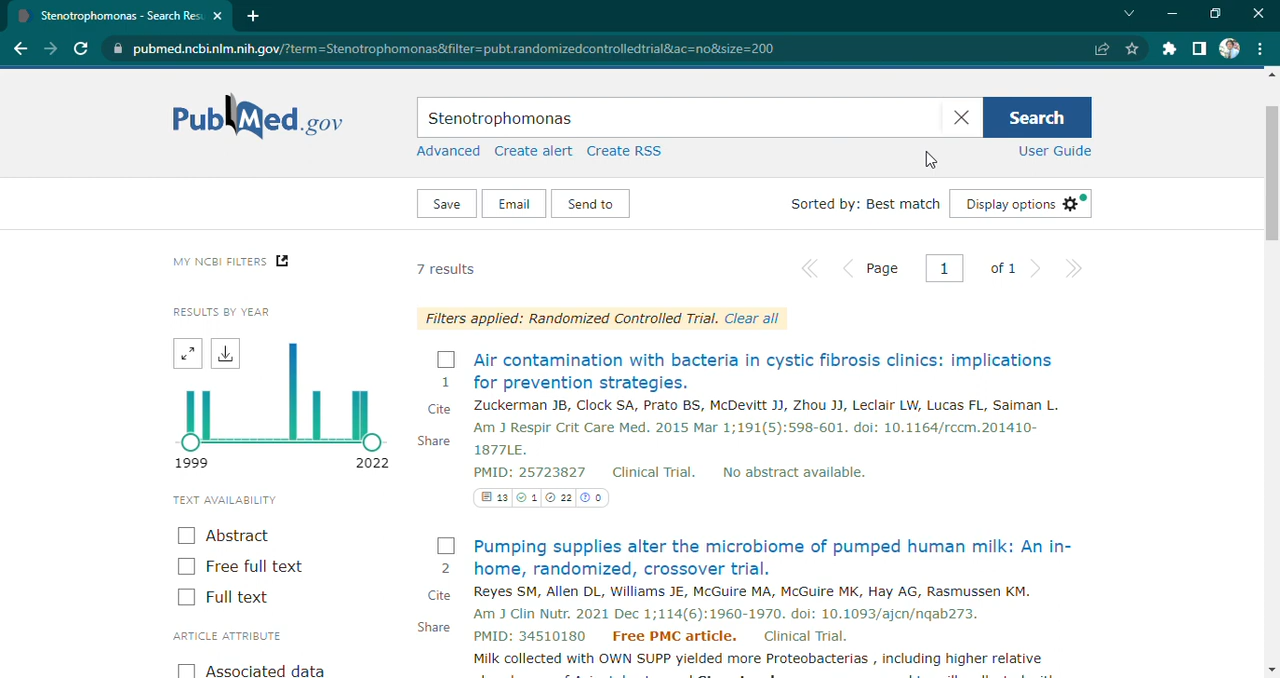 Stenotrophomonas - Search Resu
pubmed.ncbi.nlm.nih.gov/?term=Stenotrophomonas&filter=pubt.randomizedcontrolledtrial&ac=no&size=200
PubMed.gov
Stenotrophomonas
Search
Advanced Create alert Create RSS User Guide
Save Email Send to Sorted by: Best match Display options
MY NCBI FILTERS
7 results Page 1 of 1
RESULTS BY YEAR
Filters applied: Randomized Controlled Trial. Clear all
1999 2022
TEXT AVAILABILITY
Abstract
Free full text
Full text
ARTICLE ATTRIBUTE
Associated data
Air contamination with bacteria in cystic fibrosis clinics: implications
1 for prevention strategies.
Cite Zuckerman JB, Clock SA, Prato BS, McDevitt JJ, Zhou JJ, Leclair LW, Lucas FL, Saiman L.
Am J Respir Crit Care Med. 2015 Mar 1;191(5):598-601. doi: 10.1164/rccm.201410-
Share 1877LE.
PMID: 25723827 Clinical Trial. No abstract available.
13 1 22 0
Pumping supplies alter the microbiome of pumped human milk: An in-
2 home, randomized, crossover trial.
Cite Reyes SM, Allen DL, Williams JE, McGuire MA, McGuire MK, Hay AG, Rasmussen KM.
Am J Clin Nutr. 2021 Dec 1;114(6):1960-1970. doi: 10.1093/ajcn/nqab273.
Share PMID: 34510180 Free PMC article. Clinical Trial.
Milk collected with OWN SUPP yielded more Proteobacterias , including higher relative